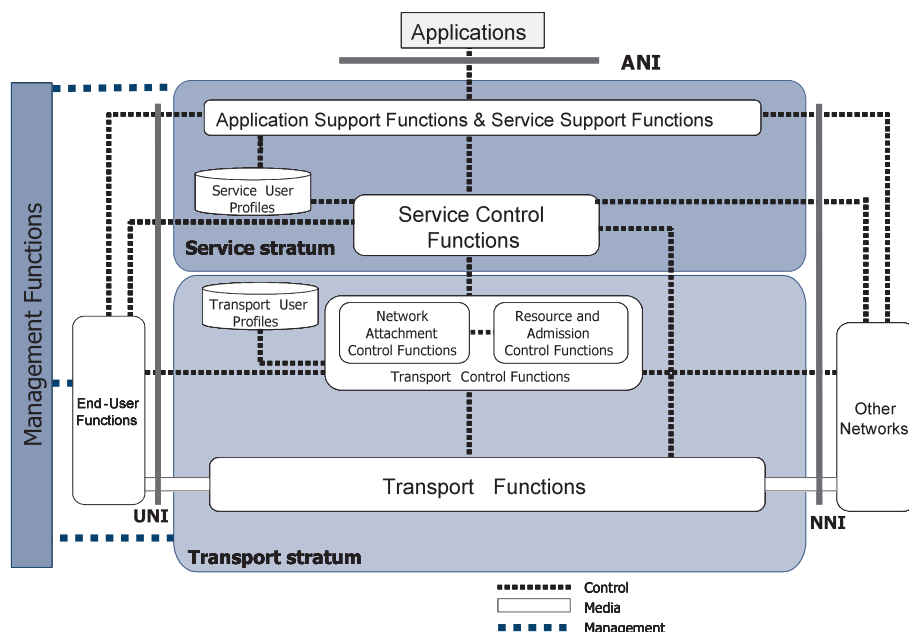 Applications
ANI
Application Support Functions & Service Support Functions
Service User
Profiles
Service Control
Functions
Service stratum
Management Functions
Transport User
Profiles
Network
Attachment
Control Functions
Resource and
Admission
Control Functions
Transport Control Functions
End-User
Functions
Other
Networks
Transport Functions
UNI
NNI
Transport stratum
Control
Media
Management